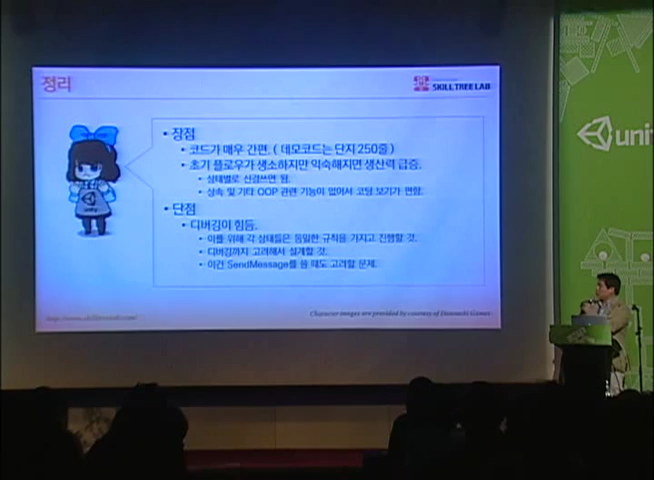 정리
SKILL TREE LAB
• 장점
• 코드가 매우 간편. ( 데모코드는 단지 250줄 )
• 초기 플로우가 생소하지만 익숙해지면 생산력 급증.
• 상태별로 신경쓰면 됨.
• 상속 및 기타 OOP 관련 기능이 없어서 코딩 보기가 편함.
• 단점
• 디버깅이 힘듬.
• 이를 위해 각 상태들은 동일한 규칙을 가지고 진행할 것.
• 디버깅까지 고려해서 설계할 것.
• 이건 SendMessage를 쓸 때도 고려할 문제.
Character images are provided by courtesy of Games
unit